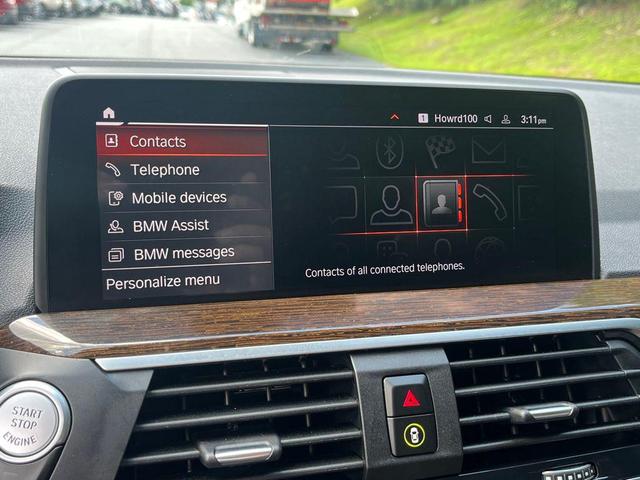 1 Howrd100 3:11pm
Contacts
Telephone
Mobile devices
BMW Assist
BMW messages
Personalize menu
Contacts of all connected telephones.
START
STOP
ENGINE